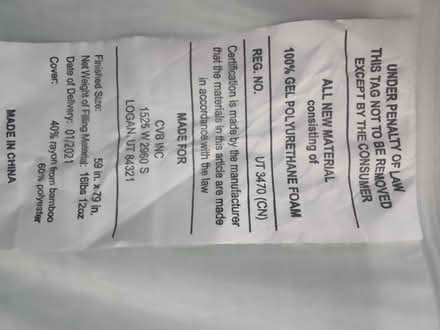 UNDER PENALTY OF LAW
THIS TAG NOT TO BE REMOVED
EXCEPT BY THE CONSUMER
ALL NEW MATERIAL
consisting of
100% GEL POLYURETHANE FOAM
REG. NO. UT 3470 (CN)
Certification is made by the manufacturer
that the materials in this article are made
in accordance with the law
MADE FOR
CVB INC
1525 W 2960 S
LOGAN, UT 84321
Finished Size: 59 in. x 79 in.
Net Weight of Filling Material: 16lbs 12oz
Date of Delivery: 01/2021
Cover: 40% rayon from bamboo
60% polyester
MADE IN CHINA